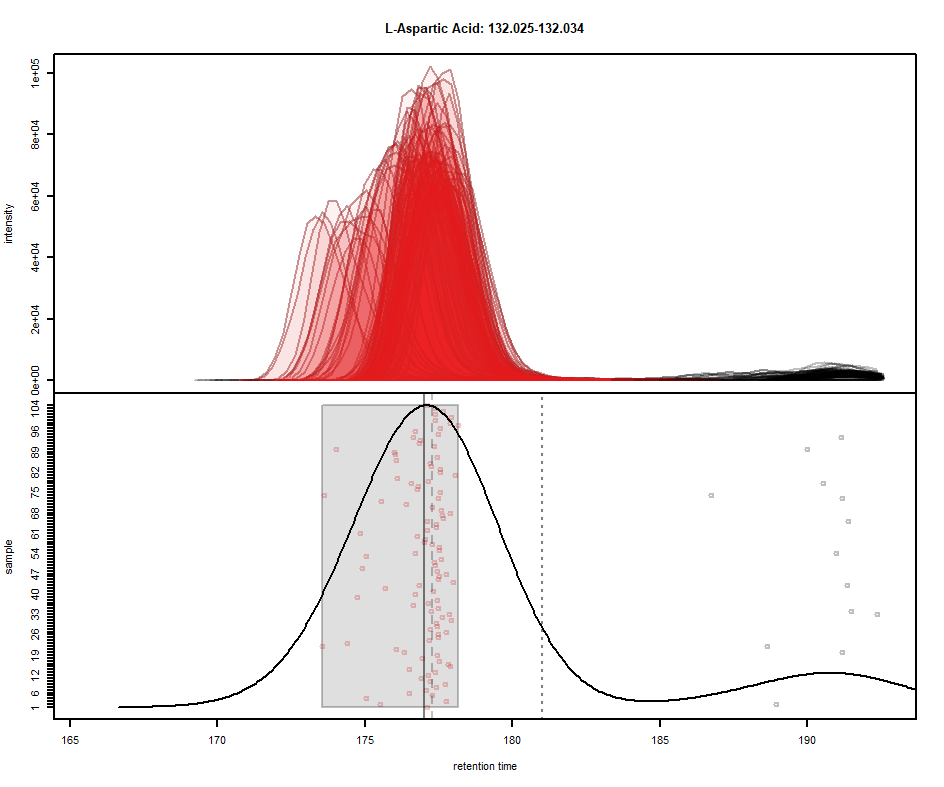 L-Aspartic Acid: 132.025-132.034
1e+05
8e+04
6e+04
4e+04
2e+04
0e+00
intensity
104
96
89
82
75
68
61
54
47
40
33
26
19
12
6
1
sample
165 170 175 180 185 190
retention time